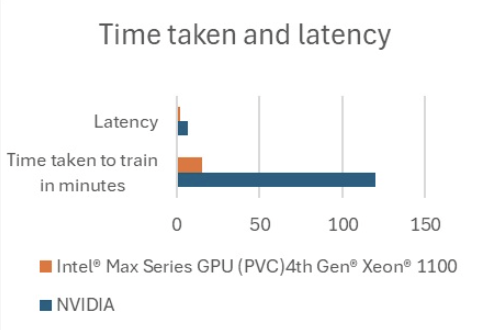 Time taken and latency
Latency
Time taken to train
in minutes
0 50 100 150
Intel® Max Series GPU (PVC)4th Gen® Xeon® 1100
NVIDIA